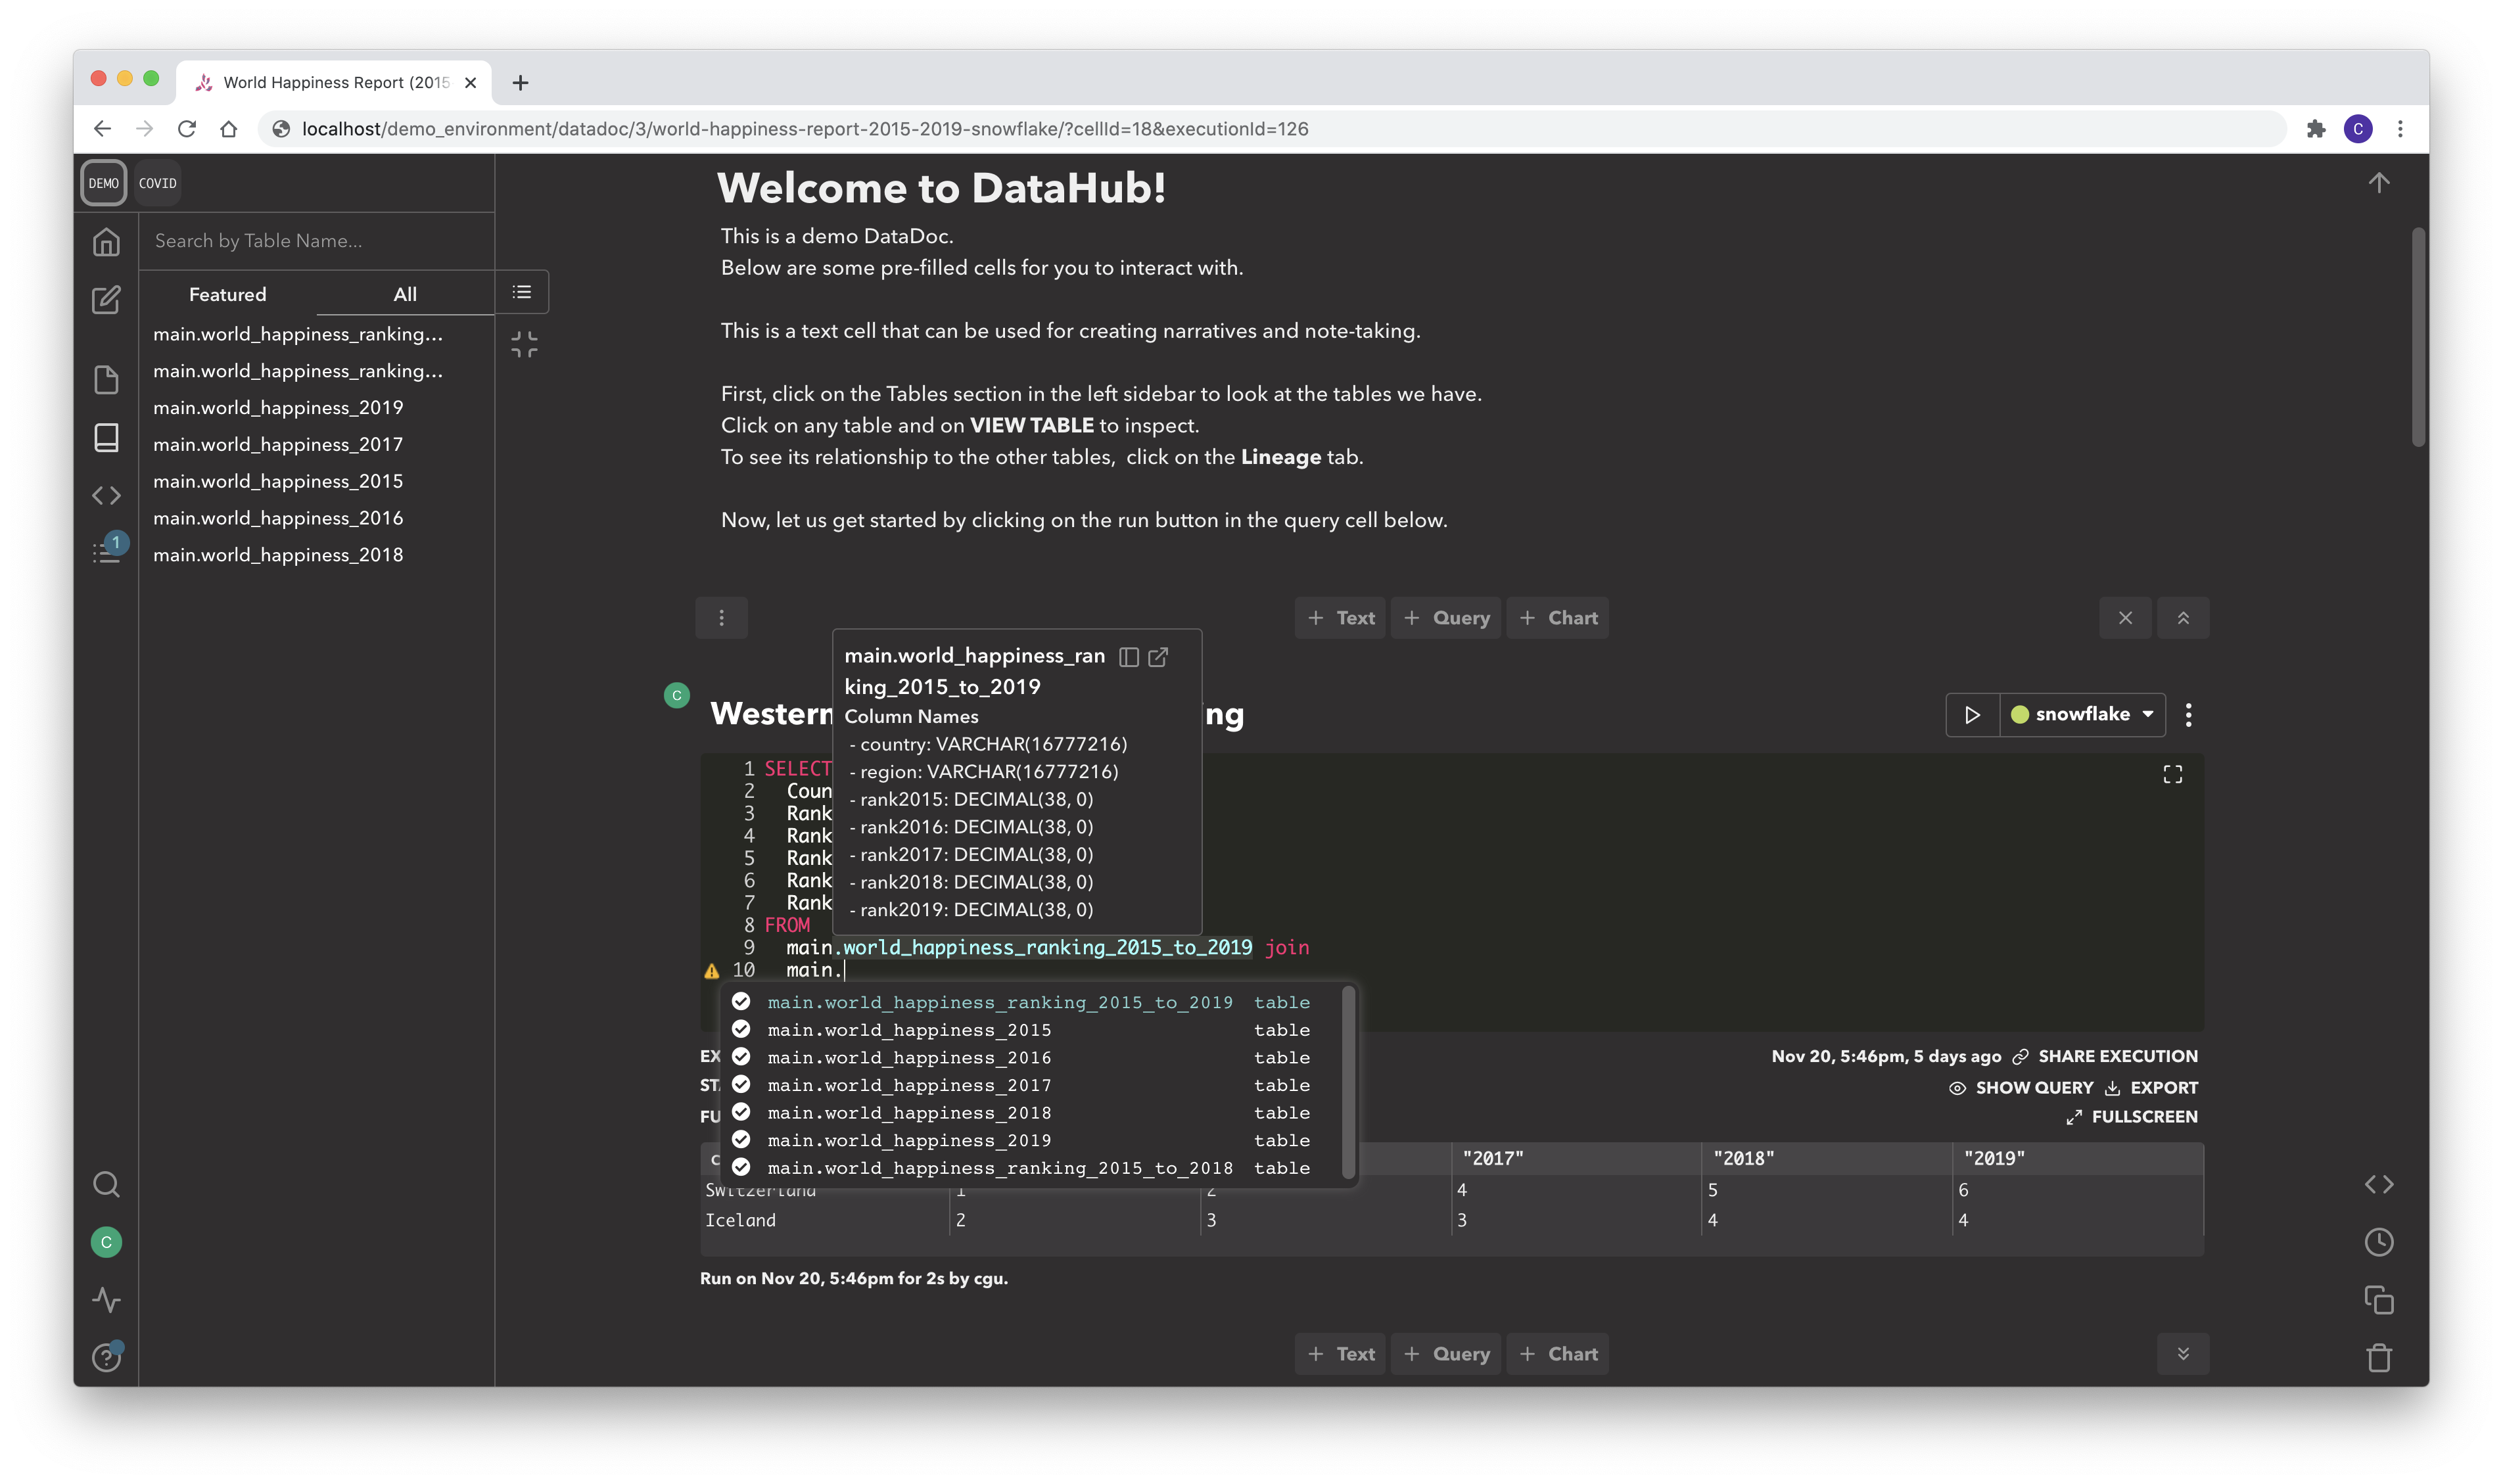 World Happiness Report (2015-
localhost/demo_environment/datadoc/3/world-happiness-report-2015-2019-snowflake/?cellId=18&executionId=126
C
DEMO
COVID
Search by Table Name...
Featured
All
main.world_happiness_ranking...
main.world_happiness_ranking...
main.world_happiness_2019
main.world_happiness_2017
main.world_happiness_2015
main.world_happiness_2016
main.world_happiness_2018
1
C
Welcome to DataHub!
This is a demo DataDoc.
Below are some pre-filled cells for you to interact with.
This is a text cell that can be used for creating narratives and note-taking.
First, click on the Tables section in the left sidebar to look at the tables we have.
Click on any table and on VIEW TABLE to inspect.
To see its relationship to the other tables, click on the Lineage tab.
Now, let us get started by clicking on the run button in the query cell below.
+ Text + Query + Chart
C
Western
ng
snowflake
main.world_happiness_ran
king_2015_to_2019
Column Names
- country: VARCHAR(16777216)
- region: VARCHAR(16777216)
- rank2015: DECIMAL(38, 0)
- rank2016: DECIMAL(38, 0)
- rank2017: DECIMAL(38, 0)
- rank2018: DECIMAL(38, 0)
- rank2019: DECIMAL(38, 0)
1 SELECT
2 Coun
3 Rank
4 Rank
5 Rank
6 Rank
7 Rank
8 FROM
9 main.world_happiness_ranking_2015_to_2019 join
10 main.
main.world_happiness_ranking_2015_to_2019 table
main.world_happiness_2015 table
main.world_happiness_2016 table
main.world_happiness_2017 table
main.world_happiness_2018 table
main.world_happiness_2019 table
main.world_happiness_ranking_2015_to_2018 table
EX
Nov 20, 5:46pm, 5 days ago SHARE EXECUTION
STA
SHOW QUERY EXPORT
FU
FULLSCREEN
"2017" "2018" "2019"
Switzerland 1 2 4 5 6
Iceland 2 3 3 4 4
Run on Nov 20, 5:46pm for 2s by cgu.
+ Text + Query + Chart